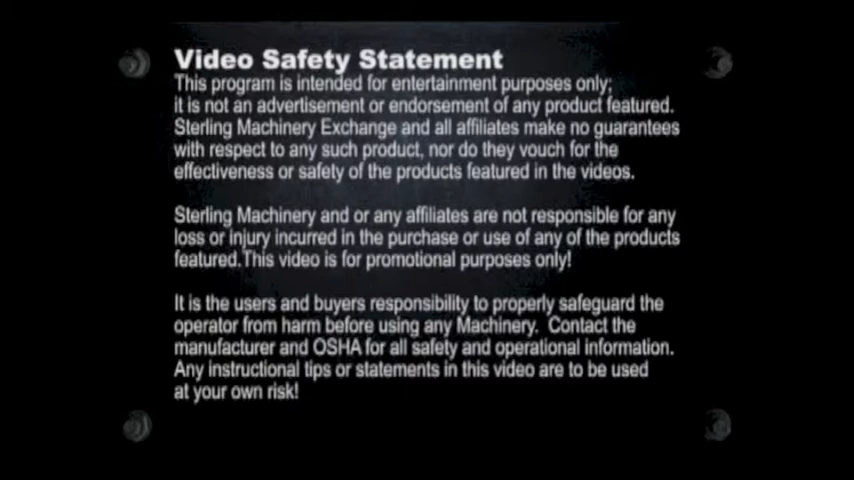 Video Safety Statement
This program is intended for entertainment purposes only;
it is not an advertisement or endorsement of any product featured.
Sterling Machinery Exchange and all affiliates make no guarantees
with respect to any such product, nor do they vouch for the
effectiveness or safety of the products featured in the videos.
Sterling Machinery and or any affiliates are not responsible for any
loss or injury incurred in the purchase or use of any of the products
featured.This video is for promotional purposes only!
It is the users and buyers responsibility to properly safeguard the
operator from harm before using any Machinery. Contact the
manufacturer and OSHA for all safety and operational information.
Any instructional tips or statements in this video are to be used
at your own risk!